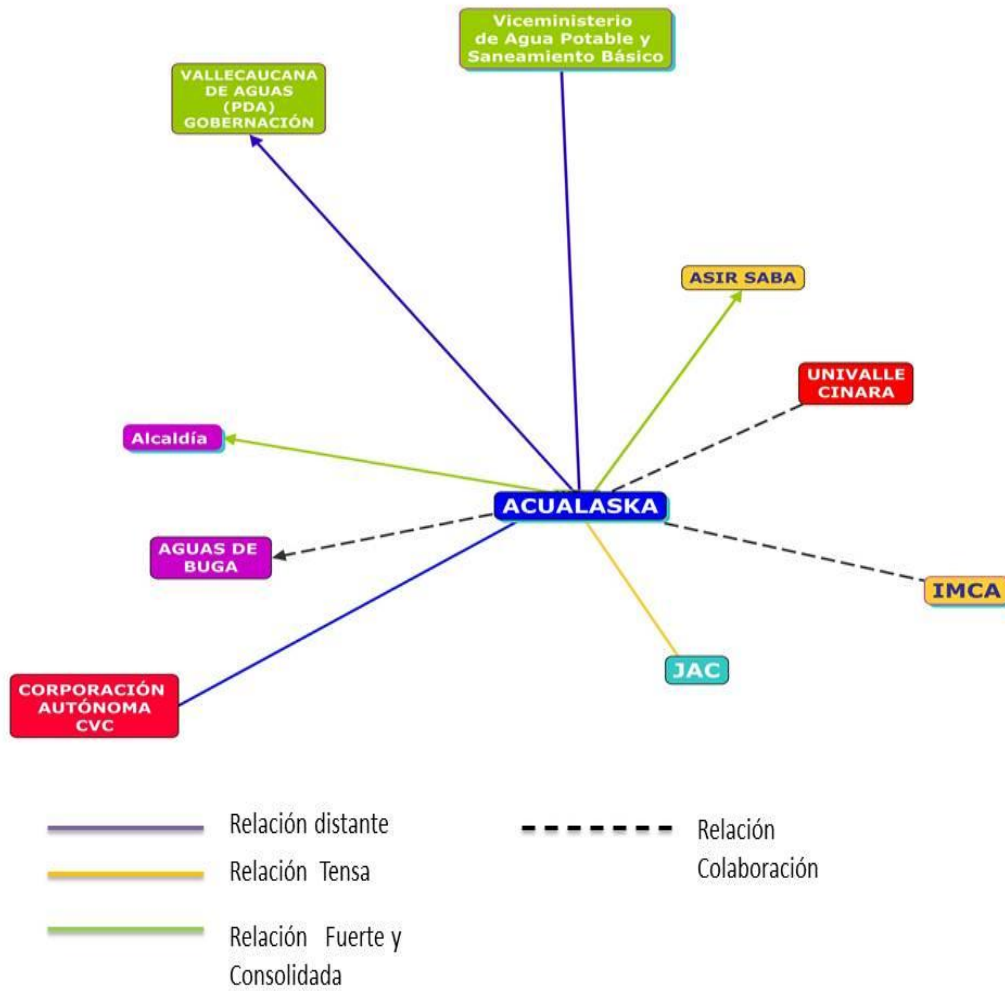 Viceministerio
de Agua Potable y
Saneamiento Básico
VALLECAUCANA
DE AGUAS
(PDA)
GOBERNACIÓN
ASIR SABA
UNIVALLE
CINARA
Alcaldía
ACUALASKA
AGUAS DE
BUGA
IMCA
JAC
CORPORACIÓN
AUTÓNOMA
CVC
Relación distante
Relación Tensa
Relación Fuerte y
Consolidada
Relación
Colaboración